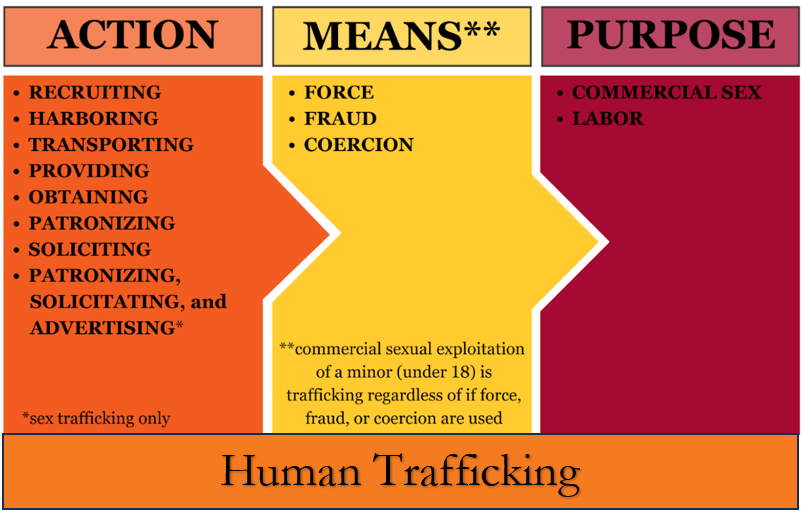 ACTION
• RECRUITING
• HARBORING
• TRANSPORTING
• PROVIDING
• OBTAINING
• PATRONIZING
• SOLICITING
• PATRONIZING,
SOLICITATING, and
ADVERTISING*
*sex trafficking only
MEANS**
• FORCE
• FRAUD
• COERCION
**commercial sexual exploitation
of a minor (under 18) is
trafficking regardless of if force,
fraud, or coercion are used
PURPOSE
• COMMERCIAL SEX
• LABOR
Human Trafficking